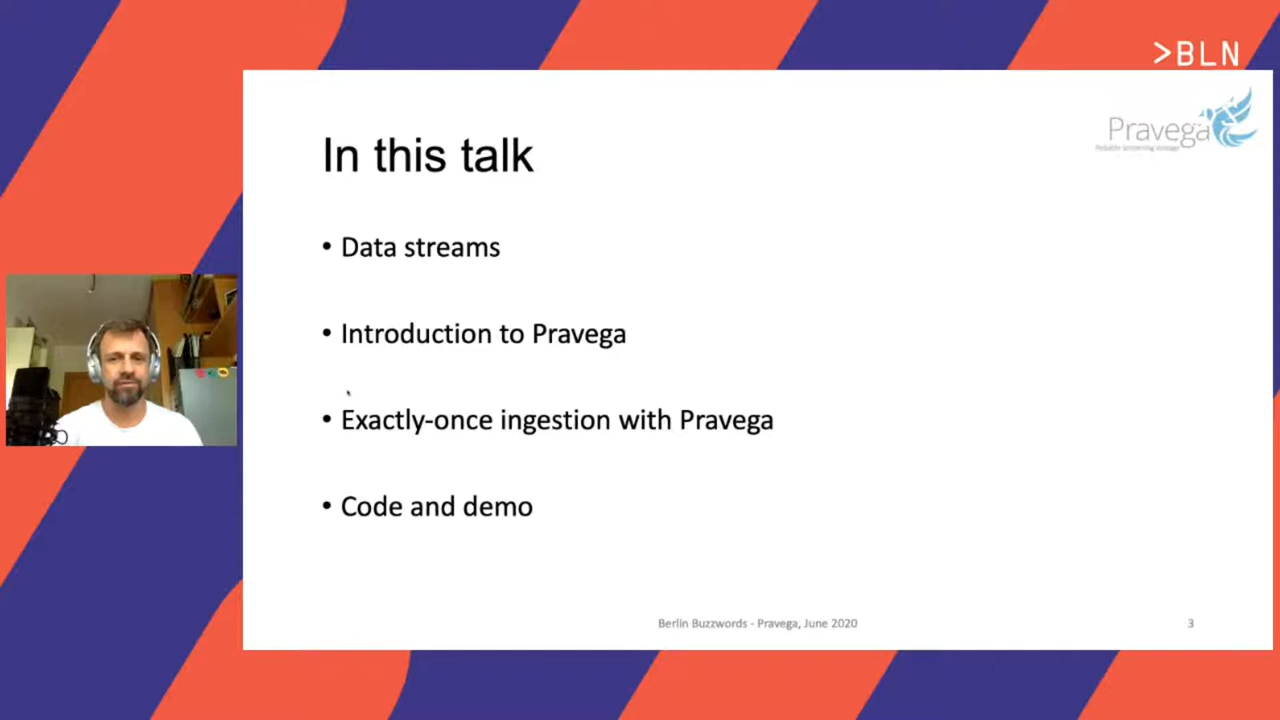 >BLN
Pravega
In this talk
• Data streams
• Introduction to Pravega
• Exactly-once ingestion with Pravega
• Code and demo
Berlin Buzzwords - Pravega, June 2020
3